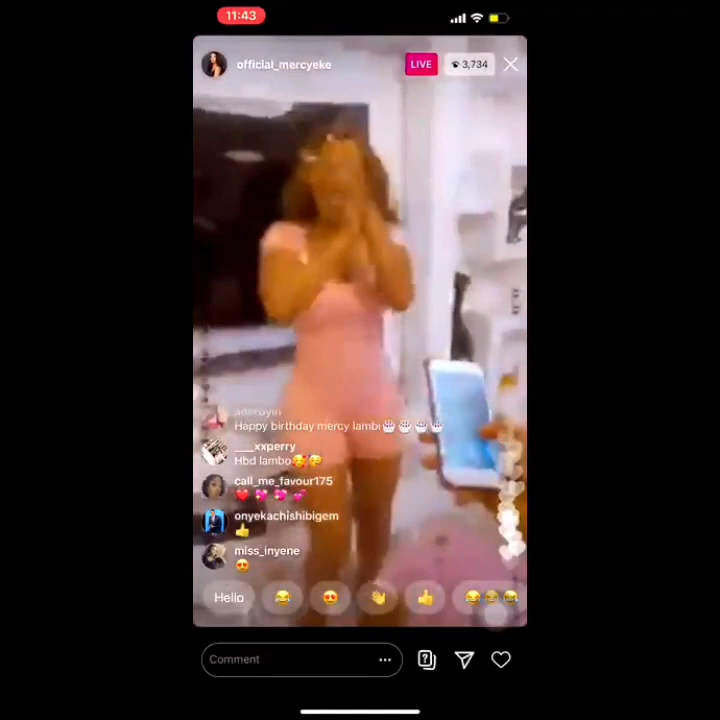 11:43
official_mercyeke LIVE 3,734
aderoyin
Happy birthday mercy lambi🎂🎂🎂🎂
___xxperry
Hbd lambo🥰🥳
call_me_favour175
❤️💖💖💕
onyekachishibigem
👍
miss_inyene
😍
Hello 😂 😍 👋 👍 😂😂😂
Comment